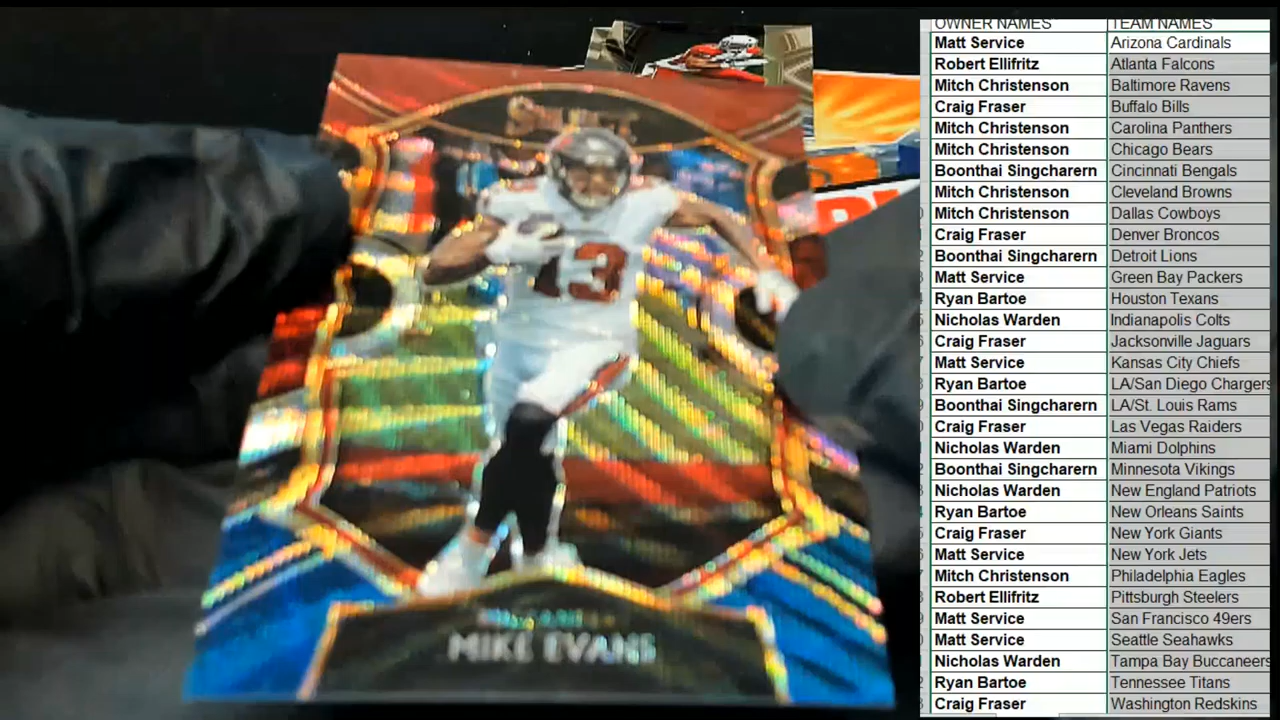 SELECT
13
MIKE EVANS
OWNER NAMES TEAM NAMES
Matt Service Arizona Cardinals
Robert Ellifritz Atlanta Falcons
Mitch Christenson Baltimore Ravens
Craig Fraser Buffalo Bills
Mitch Christenson Carolina Panthers
Mitch Christenson Chicago Bears
Boonthai Singcharern Cincinnati Bengals
Mitch Christenson Cleveland Browns
Mitch Christenson Dallas Cowboys
Craig Fraser Denver Broncos
Boonthai Singcharern Detroit Lions
Matt Service Green Bay Packers
Ryan Bartoe Houston Texans
Nicholas Warden Indianapolis Colts
Craig Fraser Jacksonville Jaguars
Matt Service Kansas City Chiefs
Ryan Bartoe LA/San Diego Chargers
Boonthai Singcharern LA/St. Louis Rams
Craig Fraser Las Vegas Raiders
Nicholas Warden Miami Dolphins
Boonthai Singcharern Minnesota Vikings
Nicholas Warden New England Patriots
Ryan Bartoe New Orleans Saints
Craig Fraser New York Giants
Matt Service New York Jets
Mitch Christenson Philadelphia Eagles
Robert Ellifritz Pittsburgh Steelers
Matt Service San Francisco 49ers
Matt Service Seattle Seahawks
Nicholas Warden Tampa Bay Buccaneers
Ryan Bartoe Tennessee Titans
Craig Fraser Washington Redskins